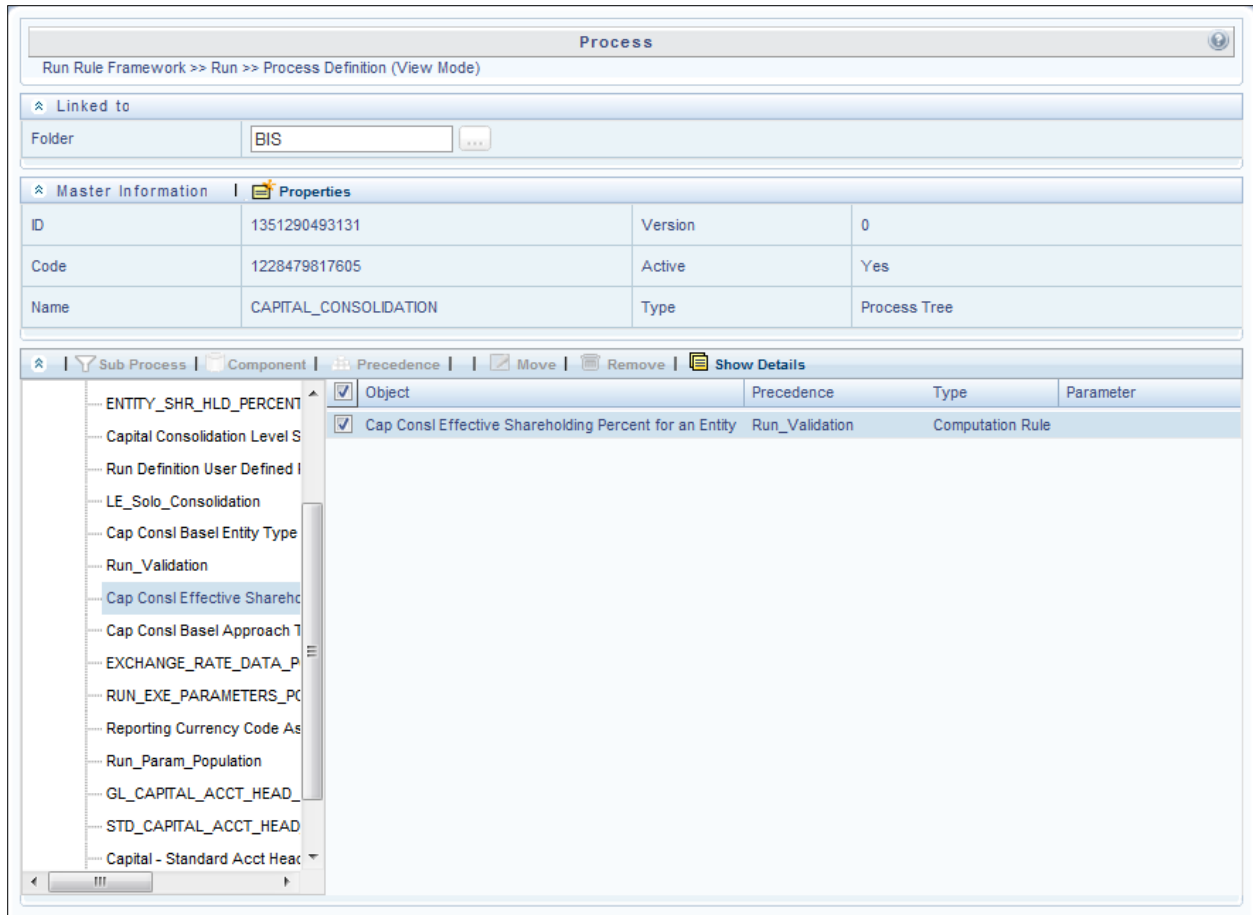 Process
Run Rule Framework >> Run >> Process Definition (View Mode)
Linked to
Folder BIS ...
Master Information | Properties
ID 1351290493131 Version 0
Code 1228479817605 Active Yes
Name CAPITAL_CONSOLIDATION Type Process Tree
| Sub Process | Component | Precedence | | Move | Remove | Show Details
Object Precedence Type Parameter
Cap Consl Effective Shareholding Percent for an Entity Run_Validation Computation Rule
ENTITY_SHR_HLD_PERCENT
Capital Consolidation Level S
Run Definition User Defined
LE_Solo_Consolidation
Cap Consl Basel Entity Type
Run_Validation
Cap Consl Effective Shareho
Cap Consl Basel Approach T
EXCHANGE_RATE_DATA_P
RUN_EXE_PARAMETERS_PO
Reporting Currency Code As
Run_Param_Population
GL_CAPITAL_ACCT_HEAD_
STD_CAPITAL_ACCT_HEAD
Capital - Standard Acct Head